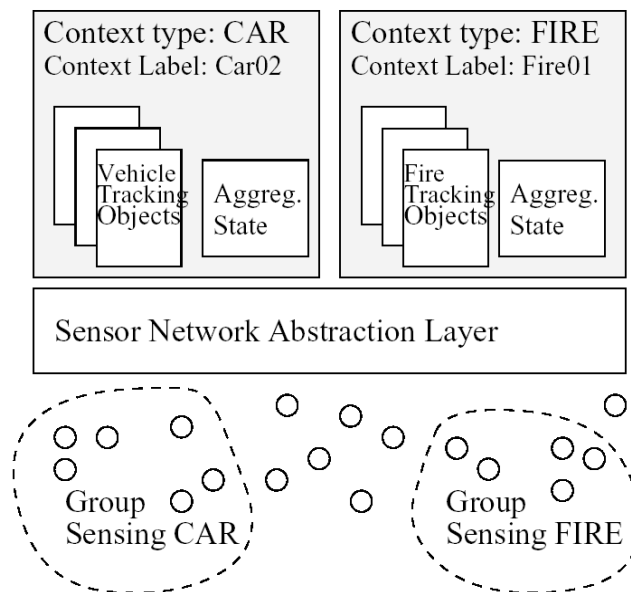 Context type: CAR
Context Label: Car02
Vehicle
Tracking
Objects
Aggreg.
State
Context type: FIRE
Context Label: Fire01
Fire
Tracking
Objects
Aggreg.
State
Sensor Network Abstraction Layer
Group
Sensing CAR
Group
Sensing FIRE